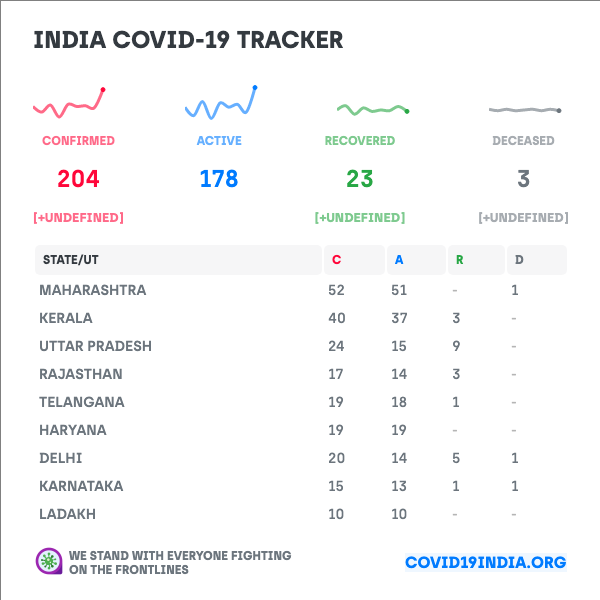 INDIA COVID-19 TRACKER
CONFIRMED ACTIVE RECOVERED DECEASED
204 178 23 3
[+UNDEFINED] [+UNDEFINED] [+UNDEFINED]
STATE/UT C A R D
MAHARASHTRA 52 51 - 1
KERALA 40 37 3 -
UTTAR PRADESH 24 15 9 -
RAJASTHAN 17 14 3 -
TELANGANA 19 18 1 -
HARYANA 19 19 - -
DELHI 20 14 5 1
KARNATAKA 15 13 1 1
LADAKH 10 10 - -
WE STAND WITH EVERYONE FIGHTING
ON THE FRONTLINES
COVID19INDIA.ORG